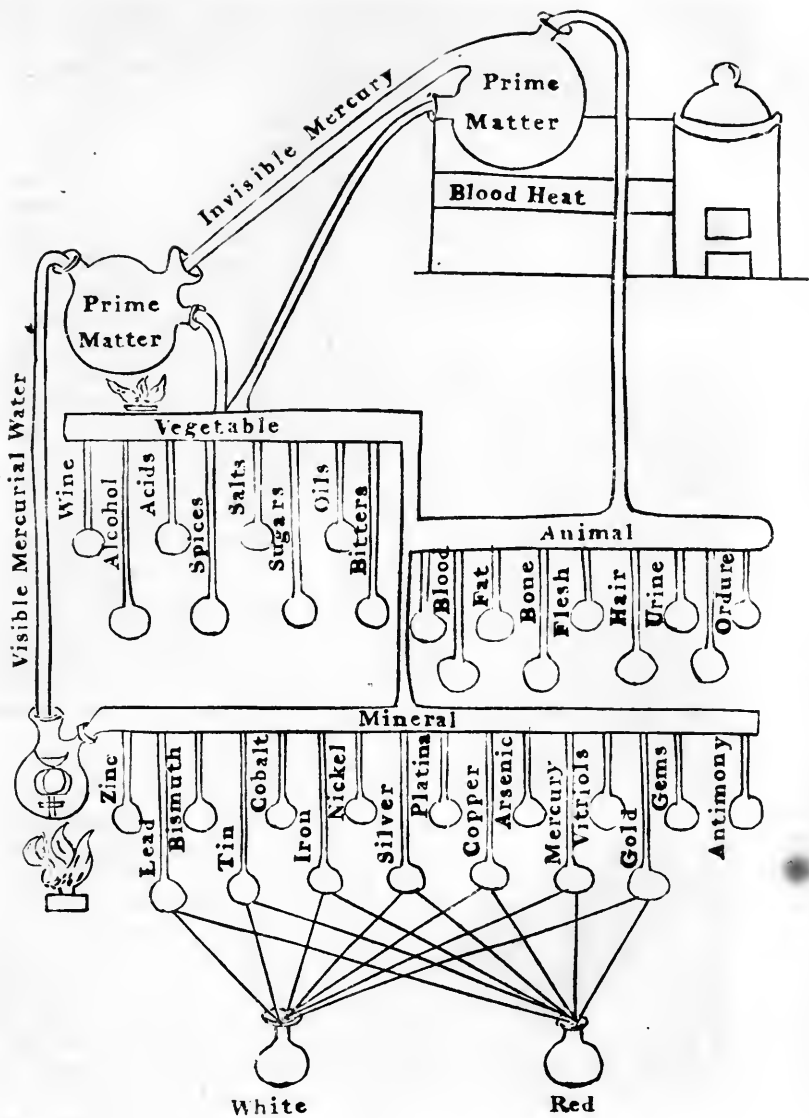 Invisible Mercury
Prime
Matter
Blood Heat
Prime
Matter
Visible Mercurial Water
Vegetable
Wine
Alcohol
Acids
Spices
Salts
Sugars
Oils
Bitters
Animal
Blood
Fat
Bone
Flesh
Hair
Urine
Ordure
Mineral
Zinc
Lead
Bismuth
Tin
Cobalt
Iron
Nickel
Silver
Platina
Copper
Arsenic
Mercury
Vitriols
Gold
Gems
Antimony
White
Red